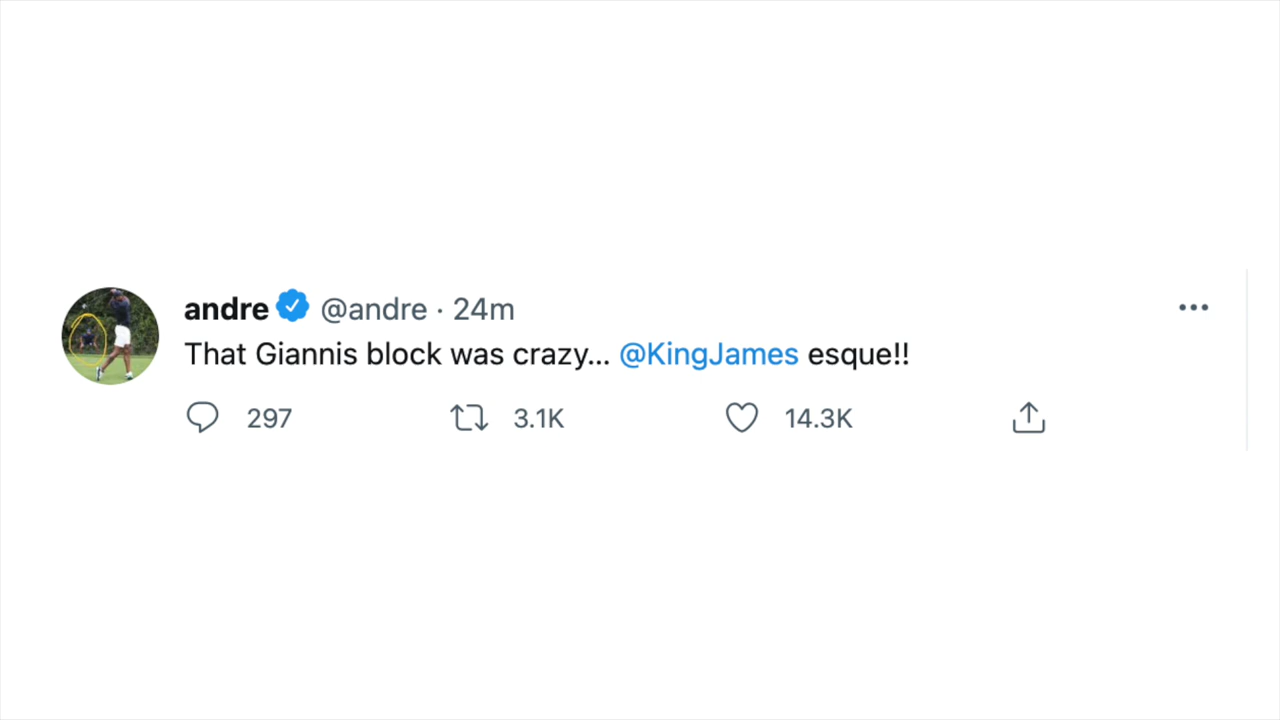 andre @andre · 24m
That Giannis block was crazy... @KingJames esque!!
297 3.1K 14.3K